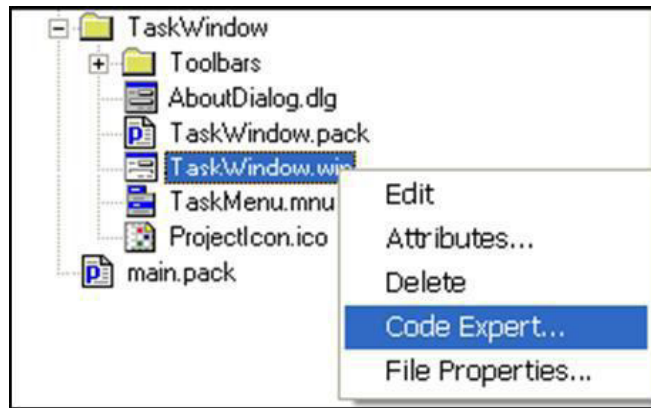 TaskWindow
Toolbars
AboutDialog.dlg
TaskWindow.pack
TaskWindow.win
TaskMenu.mnu
ProjectIcon.ico
main.pack
Edit
Attributes...
Delete
Code Expert...
File Properties...